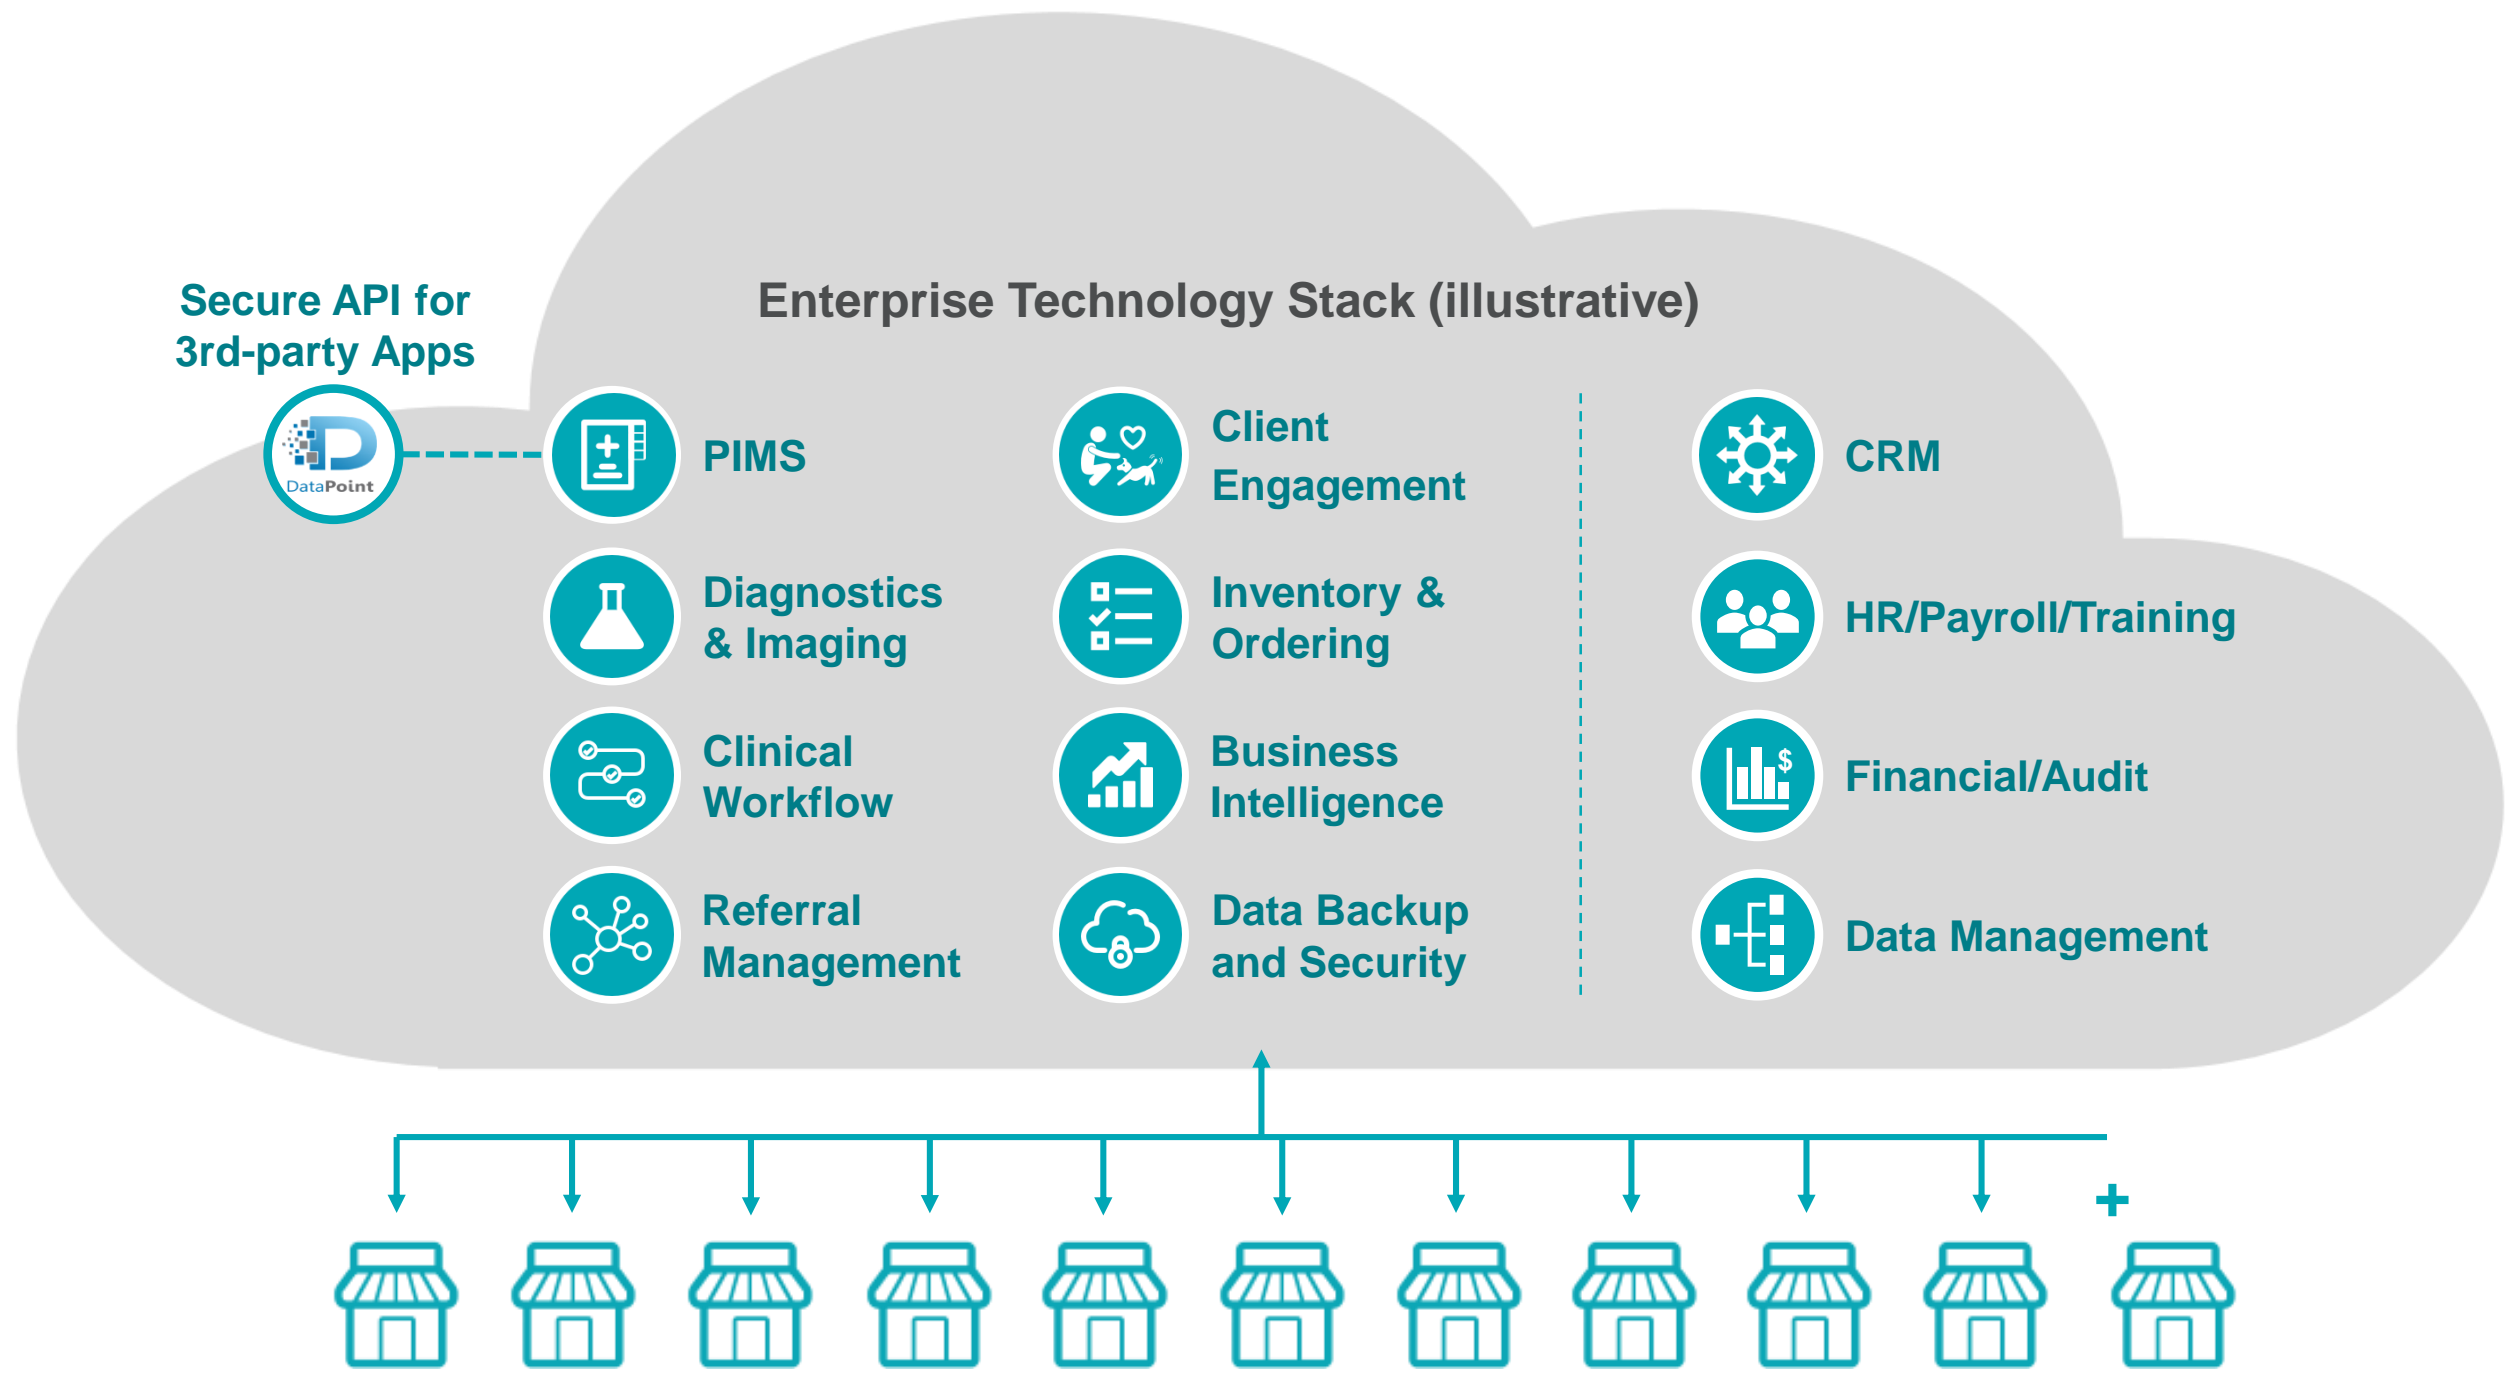 Enterprise Technology Stack (illustrative)
Secure API for
3rd-party Apps
DataPoint
PIMS
Diagnostics
& Imaging
Clinical
Workflow
Referral
Management
Client
Engagement
Inventory &
Ordering
Business
Intelligence
Data Backup
and Security
CRM
HR/Payroll/Training
$
Financial/Audit
Data Management
+